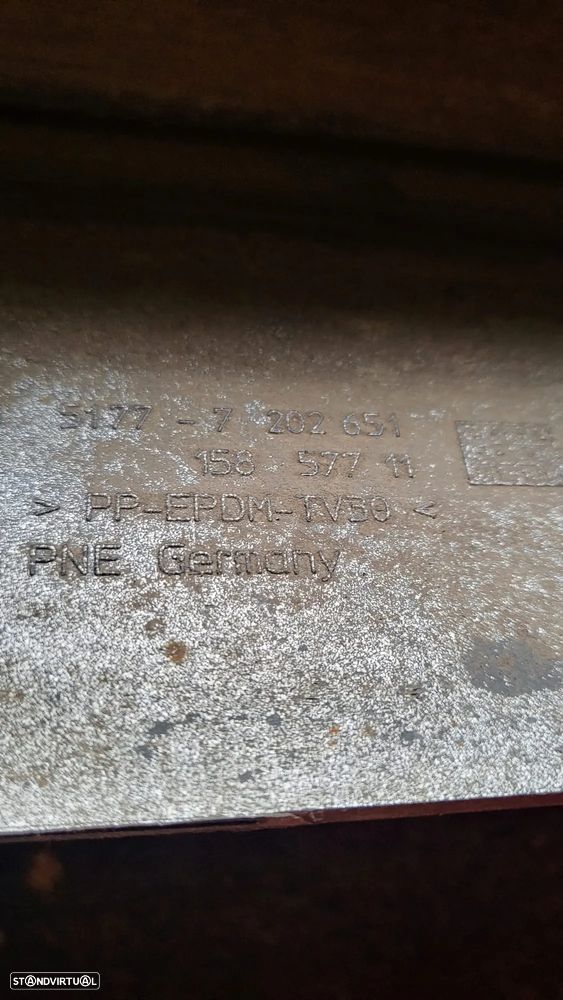 5177 - 7 202 651
158 577 11
> PP-EPDM-TV30 <
PNE Germany
STANDVIRTUAL